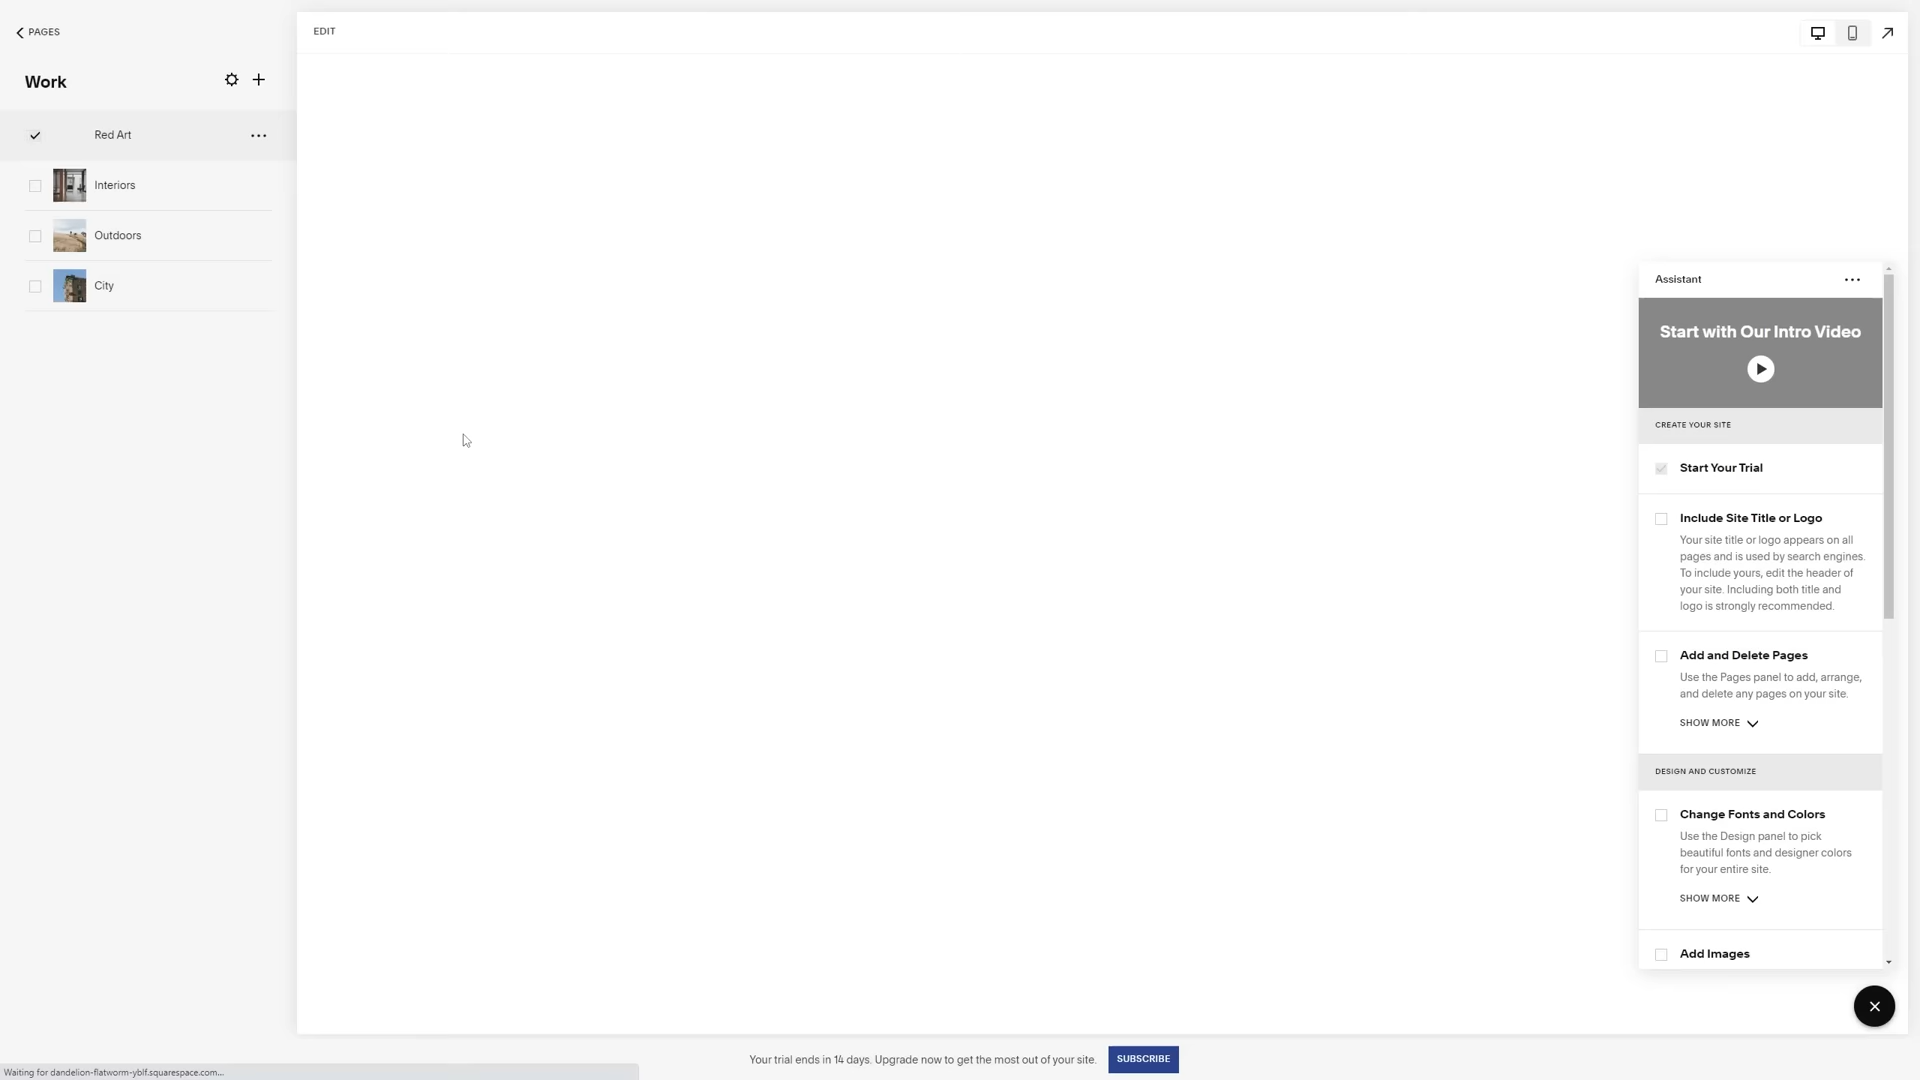 PAGES
EDIT
Work
Red Art
Interiors
Outdoors
City
Assistant
Start with Our Intro Video
CREATE YOUR SITE
Start Your Trial
Include Site Title or Logo
Your site title or logo appears on all
pages and is used by search engines.
To include yours, edit the header of
your site. Including both title and
logo is strongly recommended.
Add and Delete Pages
Use the Pages panel to add, arrange,
and delete any pages on your site.
SHOW MORE
DESIGN AND CUSTOMIZE
Change Fonts and Colors
Use the Design panel to pick
beautiful fonts and designer colors
for your entire site.
SHOW MORE
Add Images
Your trial ends in 14 days. Upgrade now to get the most out of your site.
SUBSCRIBE
Waiting for dandelion-flatworm-yblf.squarespace.com...